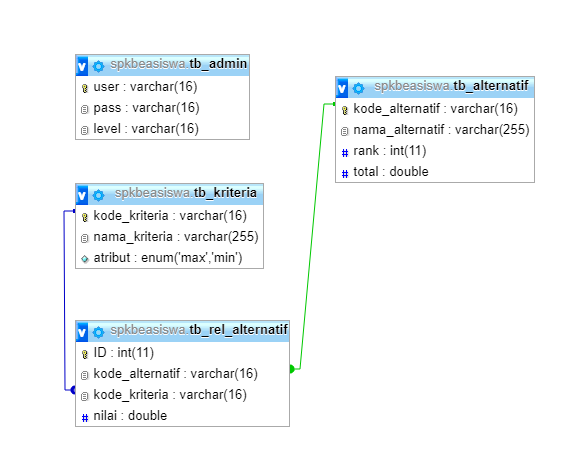 spkbeasiswa.tb_admin
user : varchar(16)
pass : varchar(16)
level : varchar(16)
spkbeasiswa.tb_alternatif
kode_alternatif : varchar(16)
nama_alternatif : varchar(255)
# rank : int(11)
# total : double
spkbeasiswa.tb_kriteria
kode_kriteria : varchar(16)
nama_kriteria : varchar(255)
atribut : enum('max','min')
spkbeasiswa.tb_rel_alternatif
ID : int(11)
kode_alternatif : varchar(16)
kode_kriteria : varchar(16)
# nilai : double